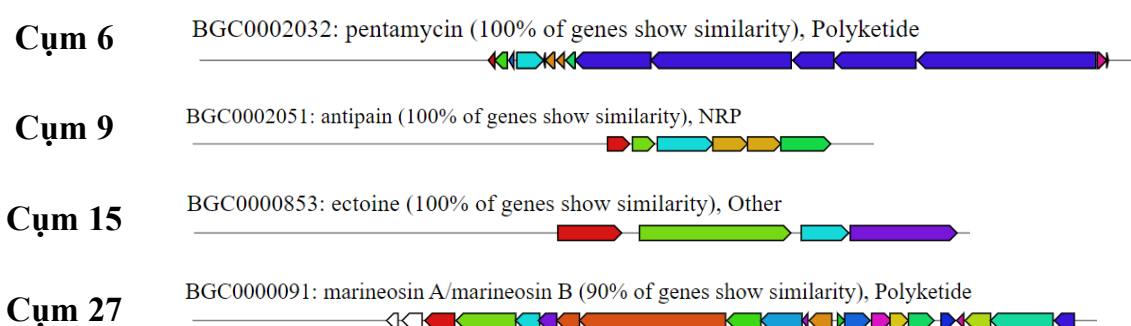 Cụm 6
BGC0002032: pentamycin (100% of genes show similarity), Polyketide
Cụm 9
BGC0002051: antipain (100% of genes show similarity), NRP
Cụm 15
BGC0000853: ectoine (100% of genes show similarity), Other
Cụm 27
BGC0000091: marineosin A/marineosin B (90% of genes show similarity), Polyketide